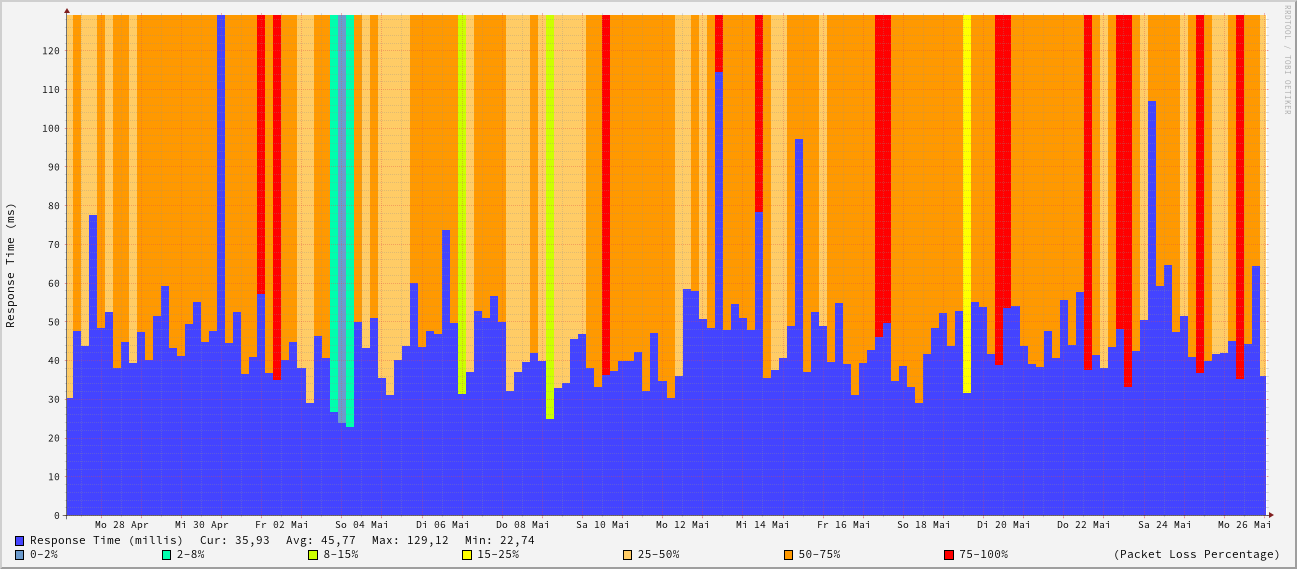 RRDTOOL / TOBI OETIKER
Response Time (ms)
120
110
100
90
80
70
60
50
40
30
20
10
0
Mo 28 Apr Mi 30 Apr Fr 02 Mai So 04 Mai Di 06 Mai Do 08 Mai Sa 10 Mai Mo 12 Mai Mi 14 Mai Fr 16 Mai So 18 Mai Di 20 Mai Do 22 Mai Sa 24 Mai Mo 26 Mai
Response Time (millis) Cur: 35,93 Avg: 45,77 Max: 129,12 Min: 22,74
0-2% 2-8% 8-15% 15-25% 25-50% 50-75% 75-100% (Packet Loss Percentage)